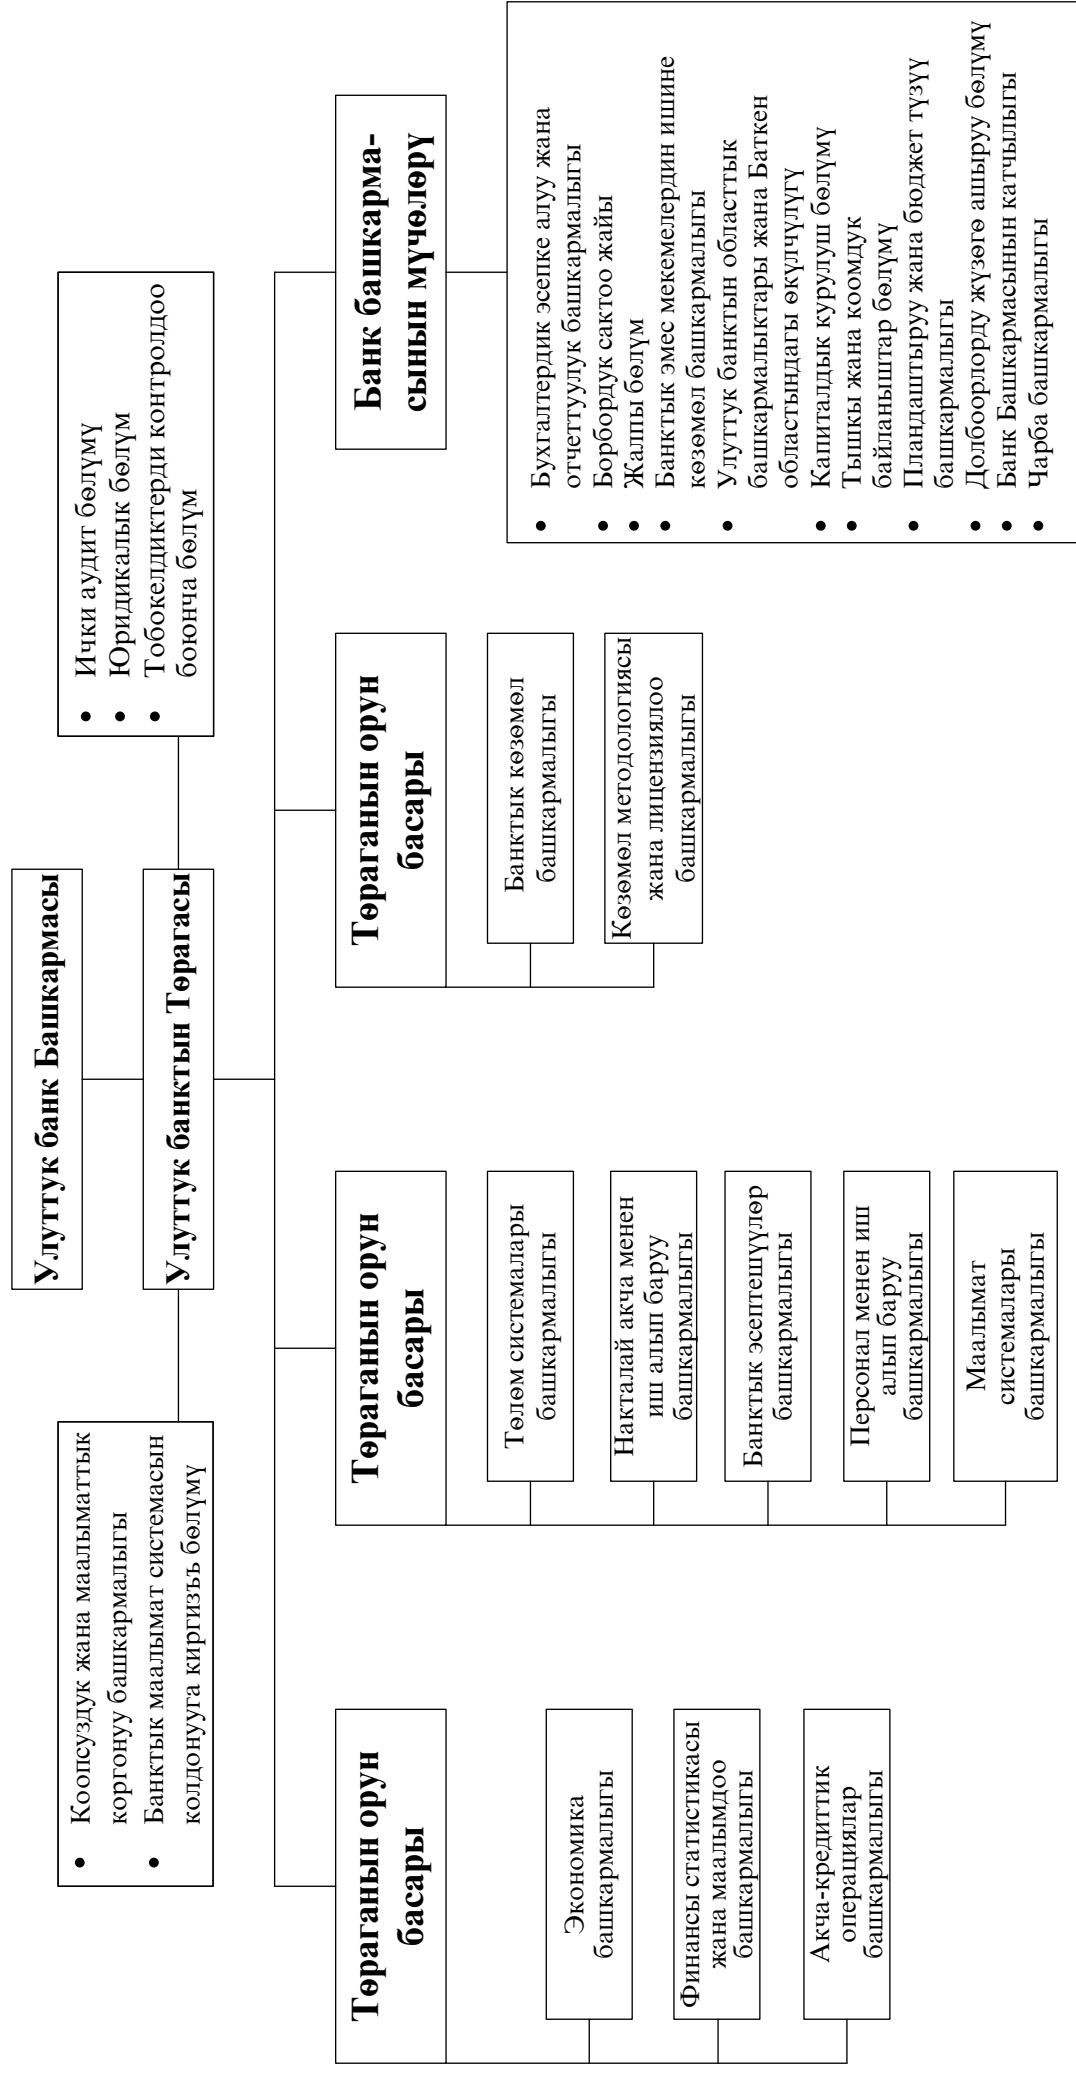 Улуттук банк Башкармасы
Улуттук банктын Төрагасы
• Коопсуздук жана маалыматтык
коргонуу башкармалыгы
• Банктык маалымат системасын
колдонууга киргизъъ бөлүмү
• Ички аудит бөлүмү
• Юридикалык бөлүм
• Тобокелдиктерди контролдоо
боюнча бөлүм
Төраганын орун
басары
Экономика
башкармалыгы
Финансы статистикасы
жана маалымдоо
башкармалыгы
Акча-кредиттик
операциялар
башкармалыгы
Төраганын орун
басары
Төлөм системалары
башкармалыгы
Накталай акча менен
иш алып баруу
башкармалыгы
Банктык эсептешүүлөр
башкармалыгы
Персонал менен иш
алып баруу
башкармалыгы
Маалымат
системалары
башкармалыгы
Төраганын орун
басары
Банктык көзөмөл
башкармалыгы
Көзөмөл методологиясы
жана лицензиялоо
башкармалыгы
Банк башкарма-
сынын мүчөлөрү
• Бухгалтердик эсепке алуу жана
отчеттуулук башкармалыгы
• Борбордук сактоо жайы
• Жалпы бөлүм
• Банктык эмес мекемелердин ишине
көзөмөл башкармалыгы
• Улуттук банктын областтык
башкармалыктары жана Баткен
областындагы өкүлчүлүгү
• Капиталдык курулуш бөлүмү
• Тышкы жана коомдук
байланыштар бөлүмү
• Пландаштыруу жана бюджет түзүү
башкармалыгы
• Долбоорлорду жүзөгө ашыруу бөлүмү
• Банк Башкармасынын катчылыгы
• Чарба башкармалыгы